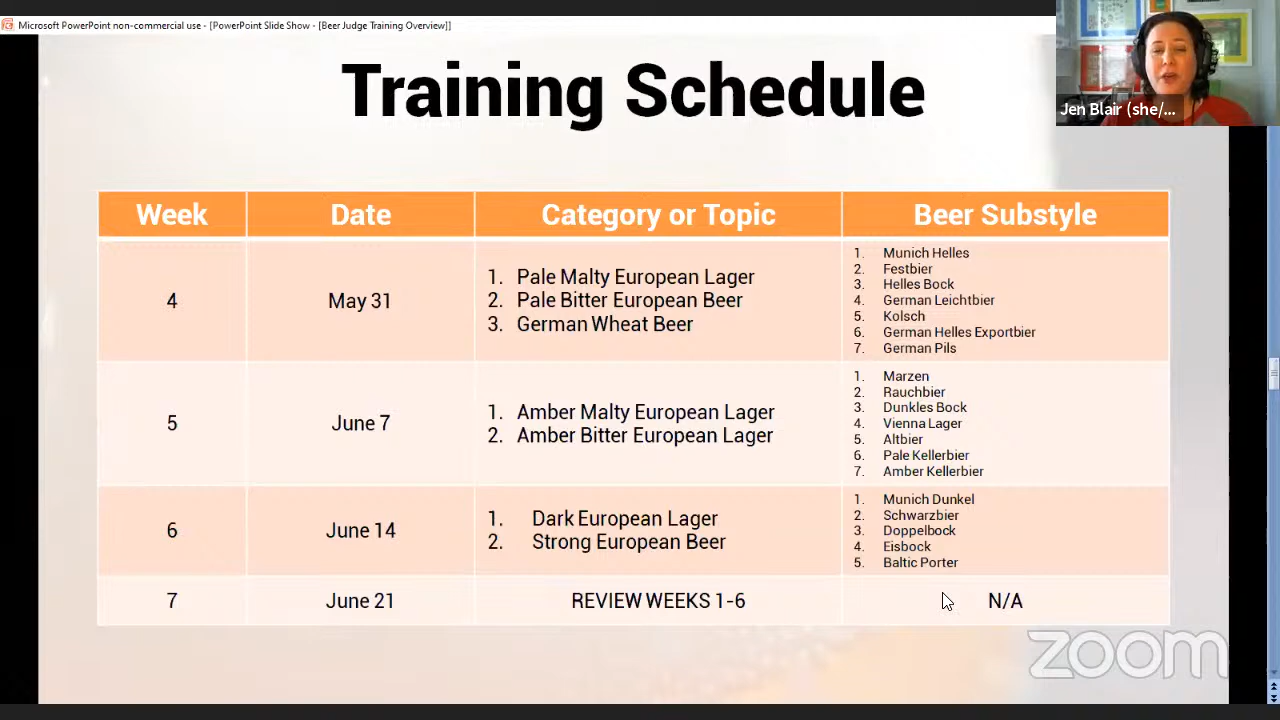 Microsoft PowerPoint non-commercial use - [PowerPoint Slide Show - [Beer Judge Training Overview]]
Jen Blair (she/...
Training Schedule
Week Date Category or Topic Beer Substyle
4 May 31
1. Pale Malty European Lager
2. Pale Bitter European Beer
3. German Wheat Beer
1. Munich Helles
2. Festbier
3. Helles Bock
4. German Leichtbier
5. Kolsch
6. German Helles Exportbier
7. German Pils
5 June 7
1. Amber Malty European Lager
2. Amber Bitter European Lager
1. Marzen
2. Rauchbier
3. Dunkles Bock
4. Vienna Lager
5. Altbier
6. Pale Kellerbier
7. Amber Kellerbier
6 June 14
1. Dark European Lager
2. Strong European Beer
1. Munich Dunkel
2. Schwarzbier
3. Doppelbock
4. Eisbock
5. Baltic Porter
7 June 21 REVIEW WEEKS 1-6 N/A
zoom